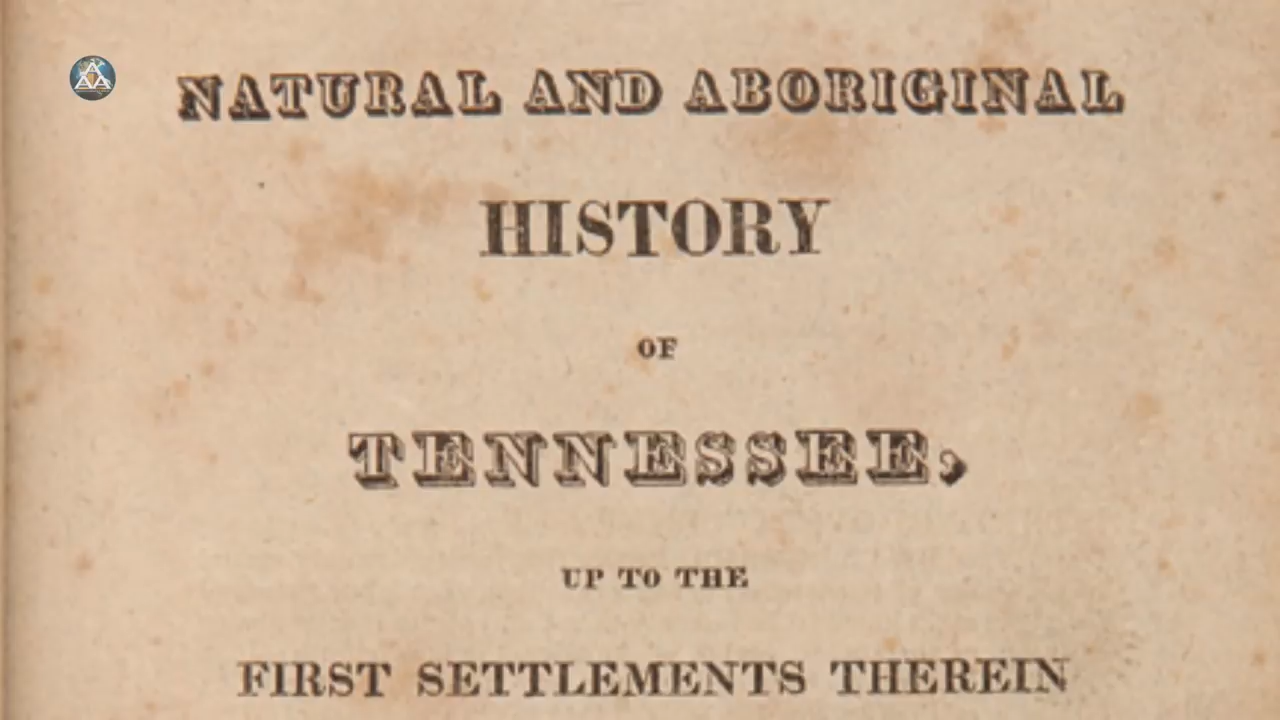 NATURAL AND ABORIGINAL
HISTORY
OF
TENNESSEE,
UP TO THE
FIRST SETTLEMENTS THEREIN